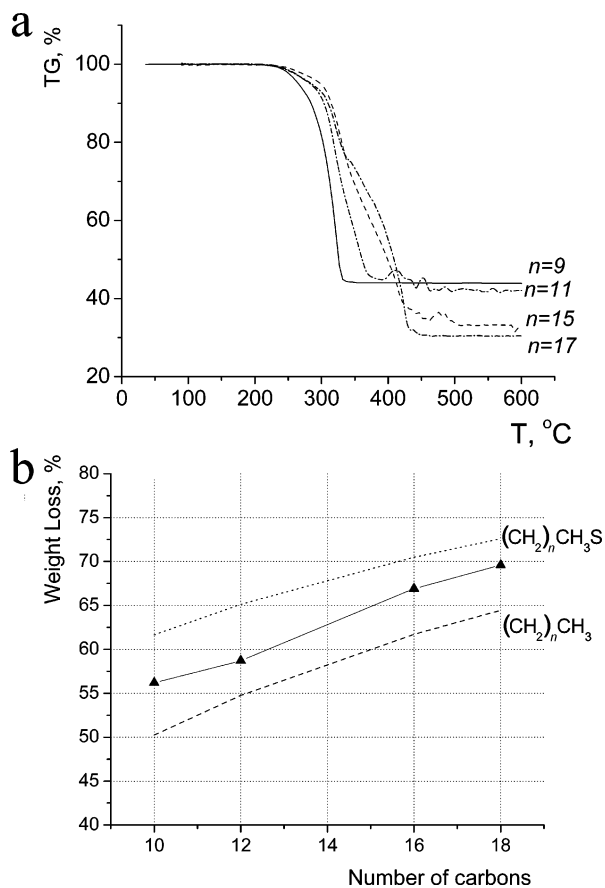 a
TG, %
100
80
60
40
20
n=9
n=11
n=15
n=17
0 100 200 300 400 500 600
T, °C
b
Weight Loss, %
80
75
70
65
60
55
50
45
40
(CH₂)ₙCH₃S
(CH₂)ₙCH₃
10 12 14 16 18
Number of carbons